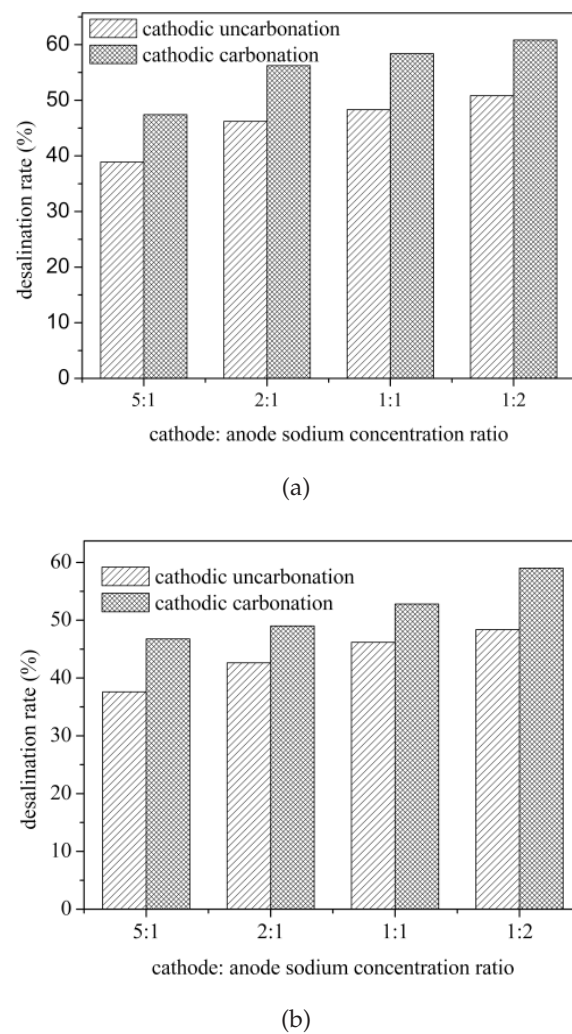 cathodic uncarbonation
cathodic carbonation
desalination rate (%)
60
50
40
30
20
10
0
5:1
2:1
1:1
1:2
cathode: anode sodium concentration ratio
(a)
cathodic uncarbonation
cathodic carbonation
desalination rate (%)
60
50
40
30
20
10
0
5:1
2:1
1:1
1:2
cathode: anode sodium concentration ratio
(b)